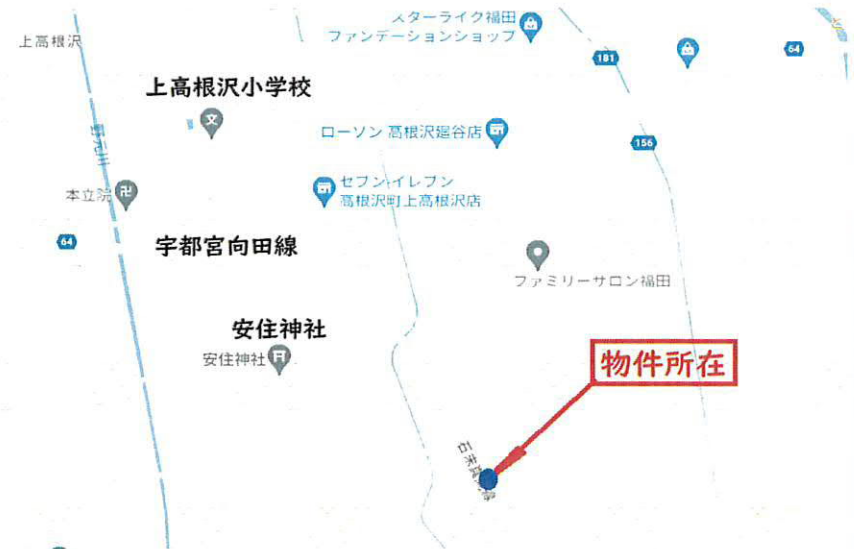 スターライク福田
ファンデーションショップ
上高根沢
181
64
上高根沢小学校
野元川
ローソン 高根沢廻谷店
156
本立院
セブン-イレブン
高根沢町上高根沢店
64
宇都宮向田線
ファミリーサロン福田
安住神社
安住神社
物件所在